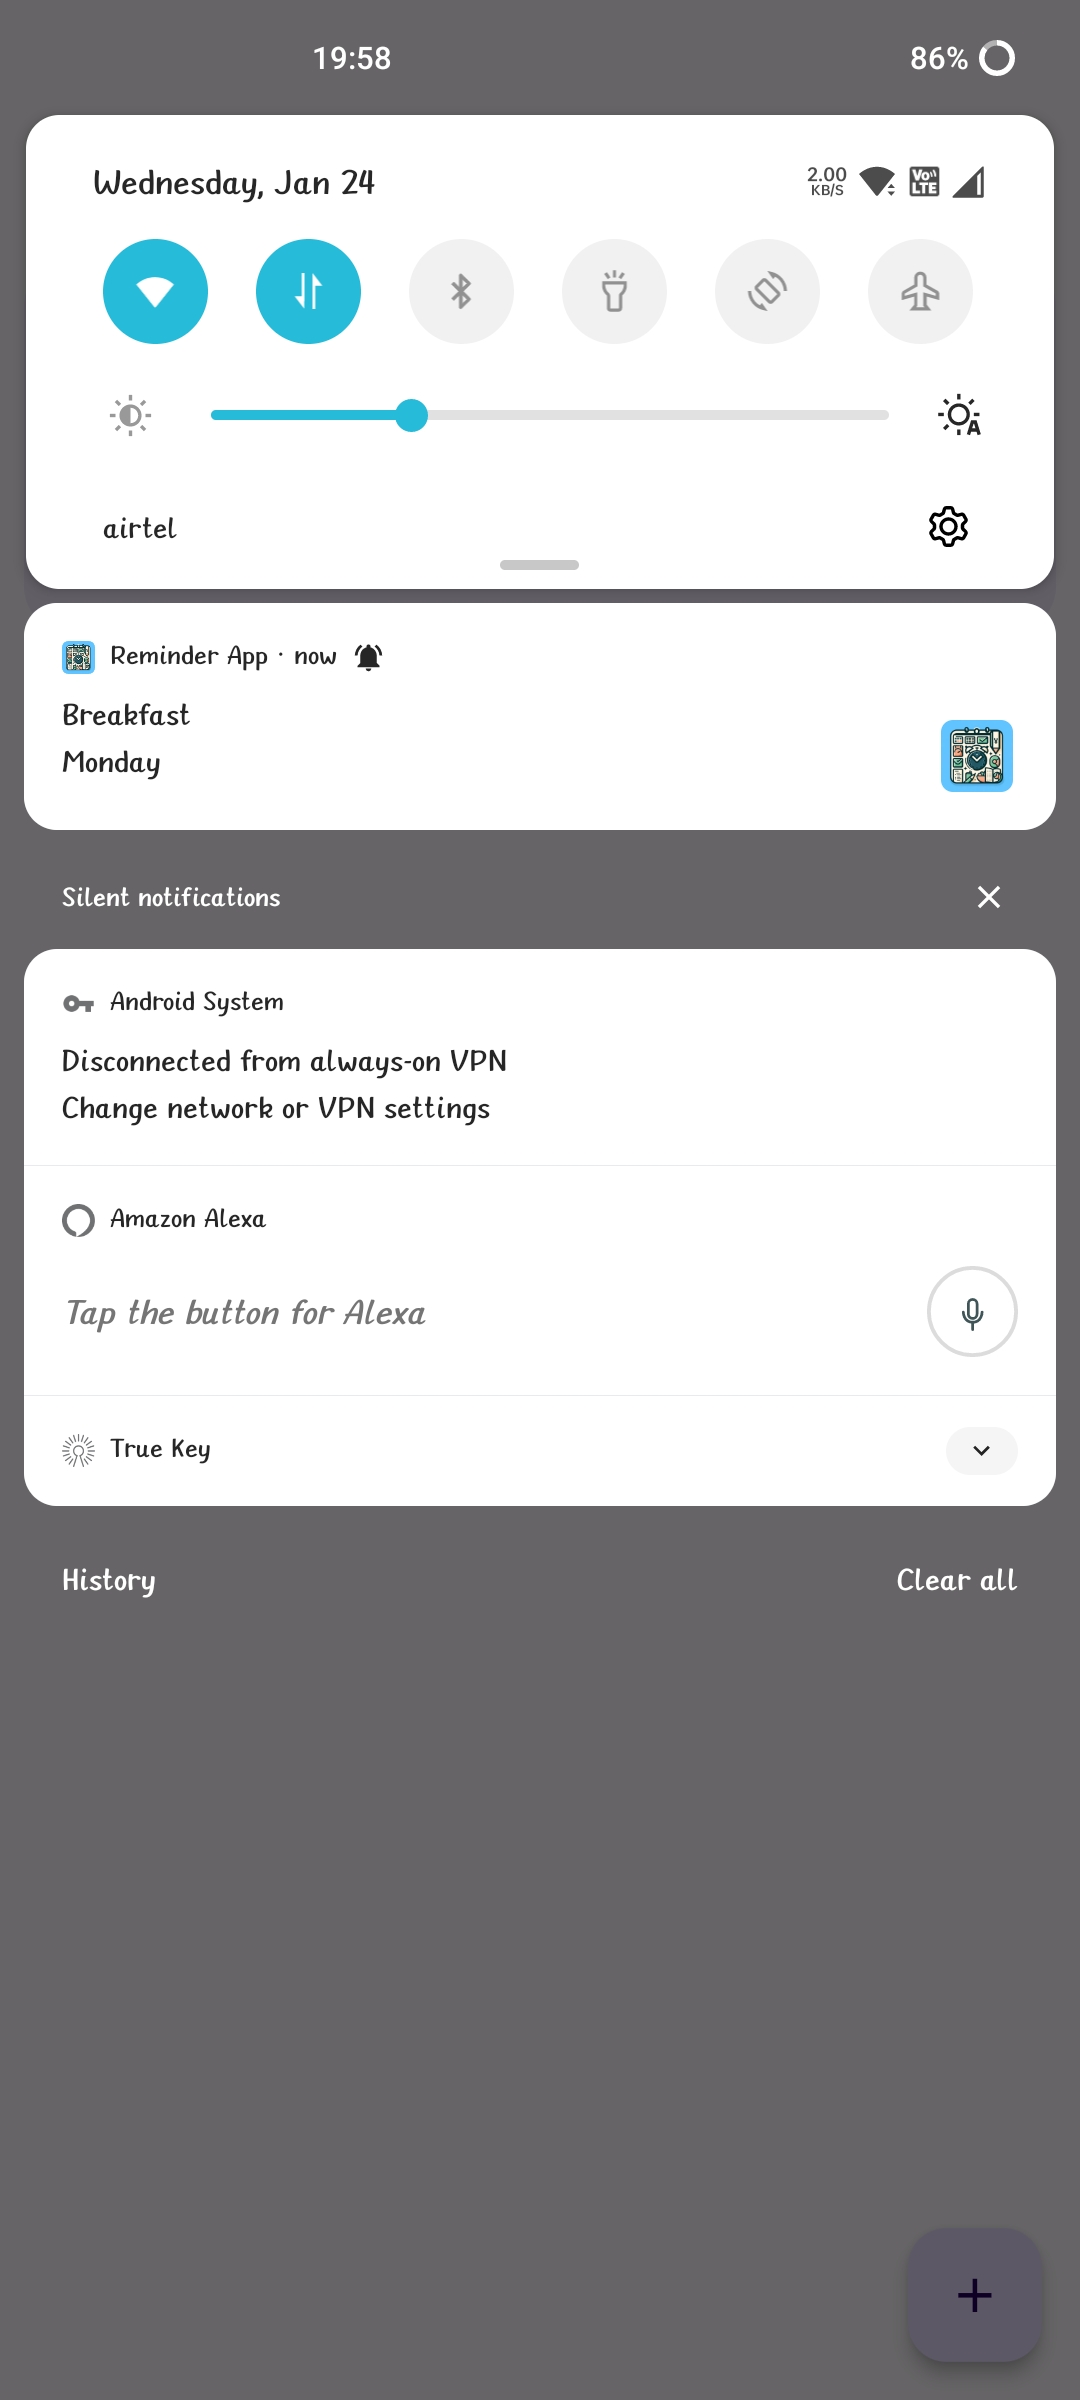 19:58
86%
Wednesday, Jan 24
2.00
KB/S
Vo
LTE
A
airtel
Reminder App · now
Breakfast
Monday
Silent notifications
Android System
Disconnected from always-on VPN
Change network or VPN settings
Amazon Alexa
Tap the button for Alexa
True Key
History
Clear all